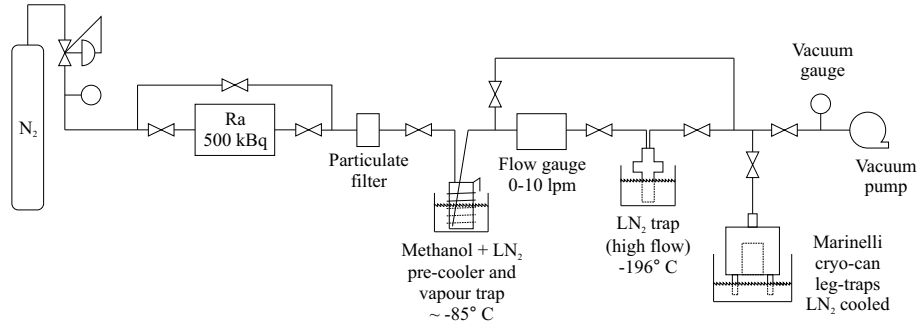 N₂
Ra
500 kBq
Particulate
filter
Methanol + LN₂
pre-cooler and
vapour trap
~ -85° C
Flow gauge
0-10 lpm
LN₂ trap
(high flow)
-196° C
Vacuum
gauge
Vacuum
pump
Marinelli
cryo-can
leg-traps
LN₂ cooled